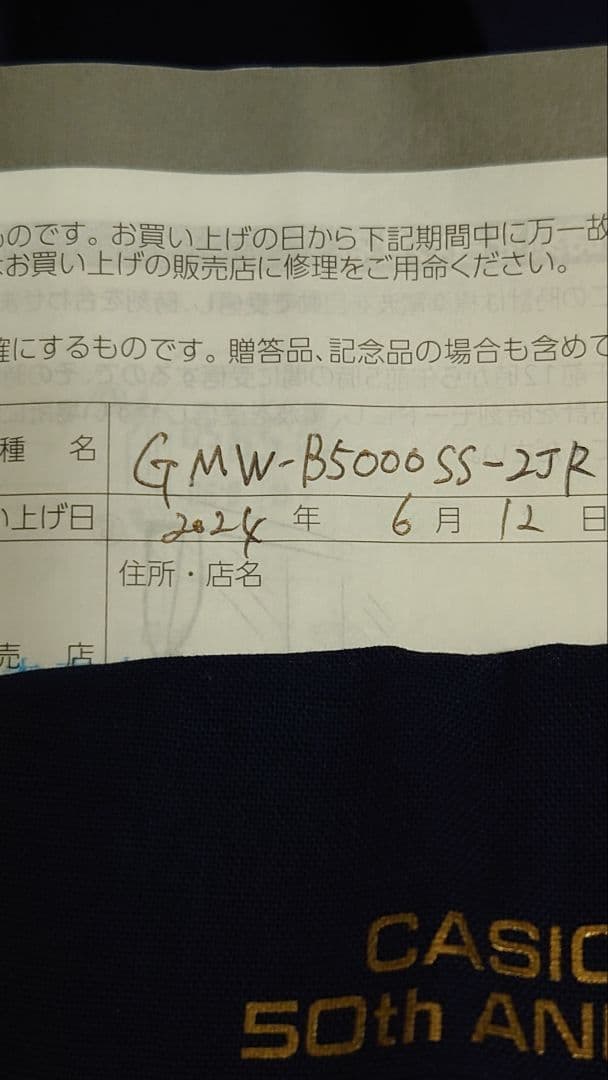 のです。お買い上げの日から下記期間中に万一故
お買い上げの販売店に修理をご用命ください。
にするものです。贈答品、記念品の場合も含めて
種 名 GMW-B5000SS-2JR
い上げ日 2024 年 6 月 12 日
住所・店名
売 店
CASIO
50th AN